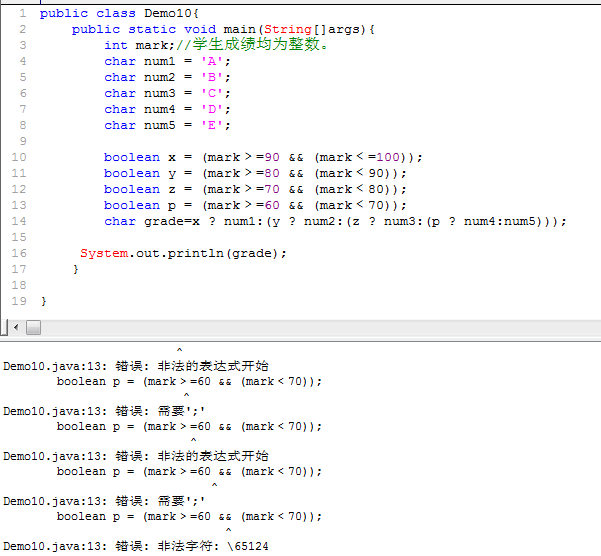 1 public class Demo10{
2 public static void main(String[]args){
3 int mark;//学生成绩均为整数。
4 char num1 = 'A';
5 char num2 = 'B';
6 char num3 = 'C';
7 char num4 = 'D';
8 char num5 = 'E';
9
10 boolean x = (mark﹥=90 && (mark﹤=100));
11 boolean y = (mark﹥=80 && (mark﹤90));
12 boolean z = (mark﹥=70 && (mark﹤80));
13 boolean p = (mark﹥=60 && (mark﹤70));
14 char grade=x ? num1:(y ? num2:(z ? num3:(p ? num4:num5)));
15
16 System.out.println(grade);
17 }
18
19 }
^
Demo10.java:13: 错误: 非法的表达式开始
boolean p = (mark﹥=60 && (mark﹤70));
^
Demo10.java:13: 错误: 需要';'
boolean p = (mark﹥=60 && (mark﹤70));
^
Demo10.java:13: 错误: 非法的表达式开始
boolean p = (mark﹥=60 && (mark﹤70));
^
Demo10.java:13: 错误: 需要';'
boolean p = (mark﹥=60 && (mark﹤70));
^
Demo10.java:13: 错误: 非法字符: \65124